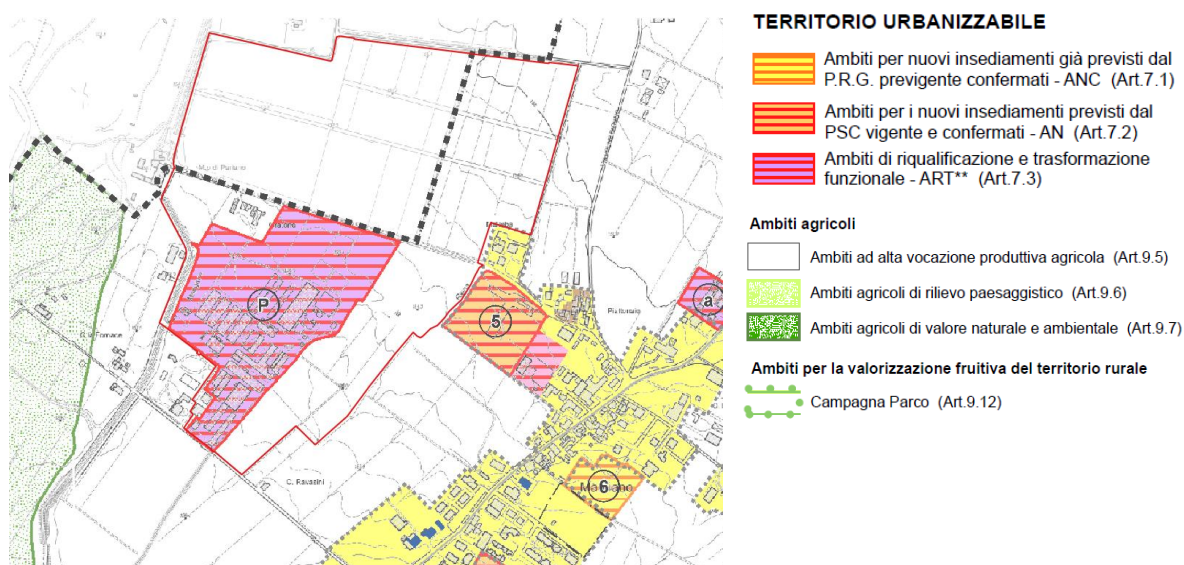 P
5
a
6
Fornace
C. Ravazini
TERRITORIO URBANIZZABILE
Ambiti per nuovi insediamenti già previsti dal
P.R.G. previgente confermati - ANC (Art.7.1)
Ambiti per i nuovi insediamenti previsti dal
PSC vigente e confermati - AN (Art.7.2)
Ambiti di riqualificazione e trasformazione
funzionale - ART** (Art.7.3)
Ambiti agricoli
Ambiti ad alta vocazione produttiva agricola (Art.9.5)
Ambiti agricoli di rilievo paesaggistico (Art.9.6)
Ambiti agricoli di valore naturale e ambientale (Art.9.7)
Ambiti per la valorizzazione fruitiva del territorio rurale
Campagna Parco (Art.9.12)